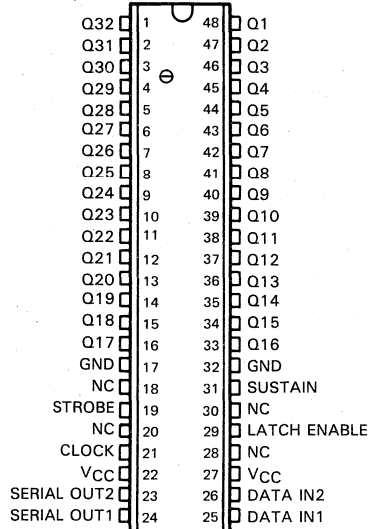 Q32 1 48 Q1
Q31 2 47 Q2
Q30 3 46 Q3
Q29 4 45 Q4
Q28 5 44 Q5
Q27 6 43 Q6
Q26 7 42 Q7
Q25 8 41 Q8
Q24 9 40 Q9
Q23 10 39 Q10
Q22 11 38 Q11
Q21 12 37 Q12
Q20 13 36 Q13
Q19 14 35 Q14
Q18 15 34 Q15
Q17 16 33 Q16
GND 17 32 GND
NC 18 31 SUSTAIN
STROBE 19 30 NC
NC 20 29 LATCH ENABLE
CLOCK 21 28 NC
VCC 22 27 VCC
SERIAL OUT2 23 26 DATA IN2
SERIAL OUT1 24 25 DATA IN1